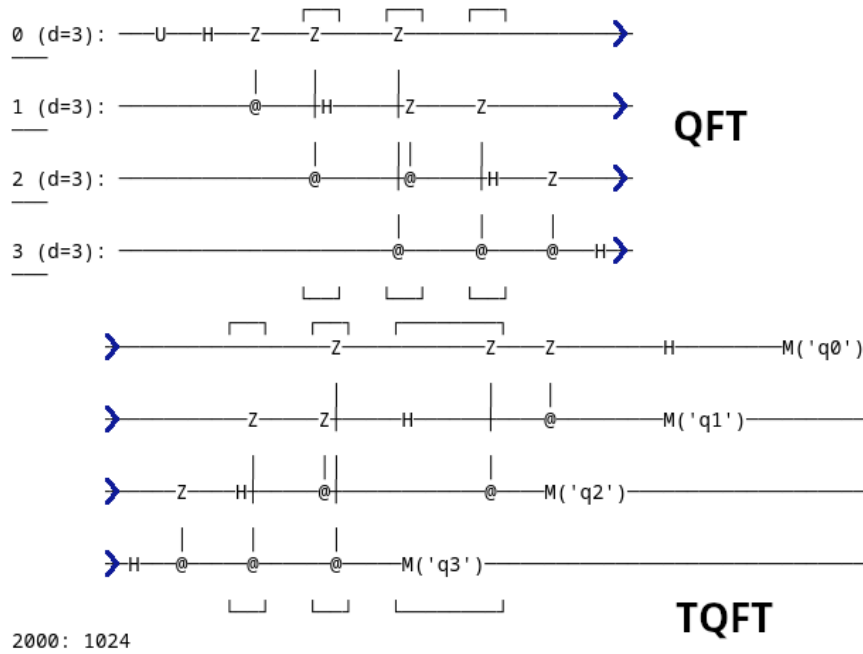 0 (d=3): U H Z Z Z
1 (d=3): @ H Z Z
QFT
2 (d=3): @ @ H Z
3 (d=3): @ @ @ H
Z Z Z H M('q0')
Z Z H @ M('q1')
Z H @ @ M('q2')
H @ @ @ M('q3')
TQFT
2000: 1024